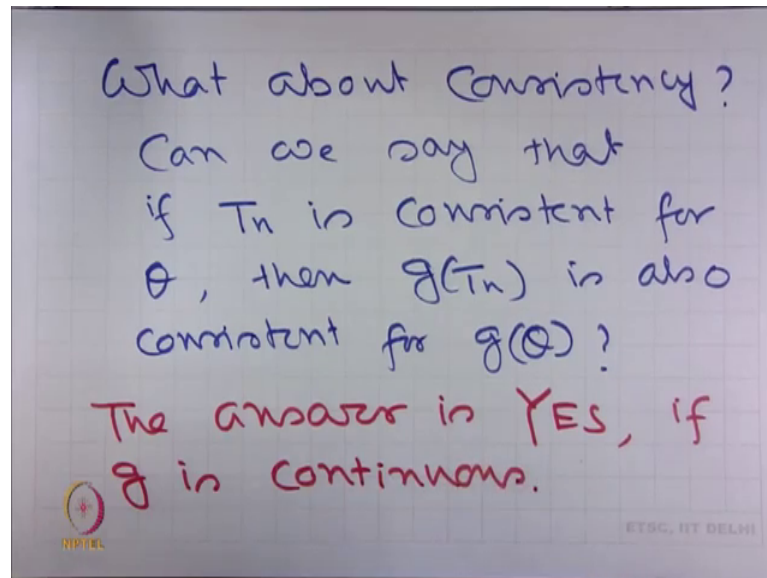 What about Consistency?
Can we say that
if Tn is consistent for
θ, then g(Tn) is also
consistent for g(θ)?
The answer is YES, if
g is continuous.
NPTEL
ETSC, IIT DELHI